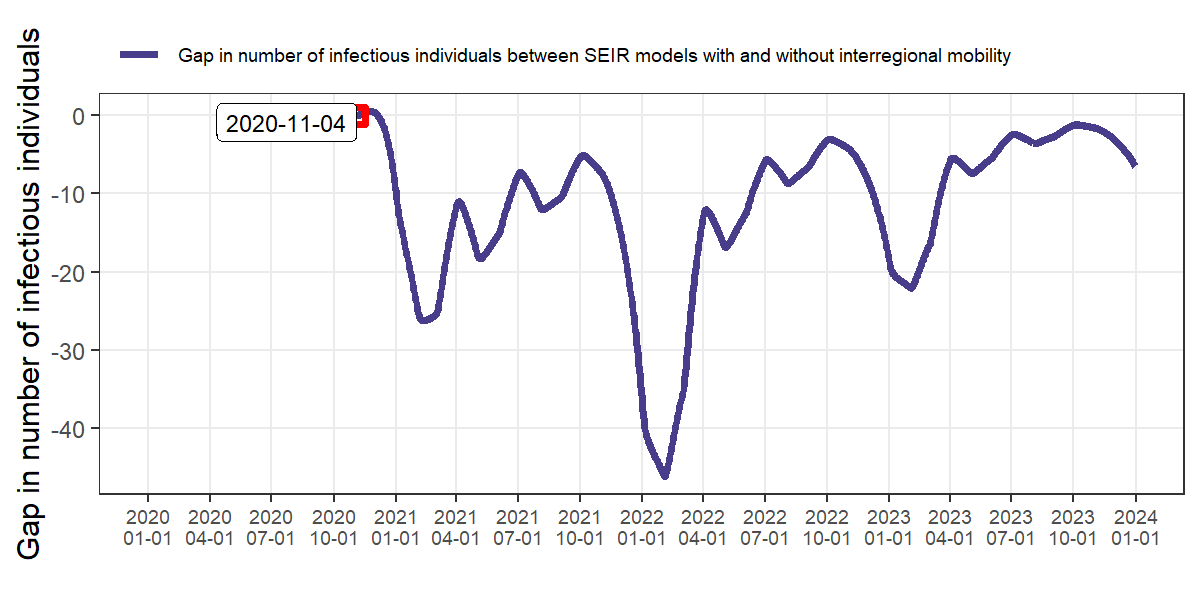 Gap in number of infectious individuals between SEIR models with and without interregional mobility
Gap in number of infectious individuals
0
-10
-20
-30
-40
2020-11-04
2020 2020 2020 2020 2021 2021 2021 2021 2022 2022 2022 2022 2023 2023 2023 2023 2024
01-01 04-01 07-01 10-01 01-01 04-01 07-01 10-01 01-01 04-01 07-01 10-01 01-01 04-01 07-01 10-01 01-01